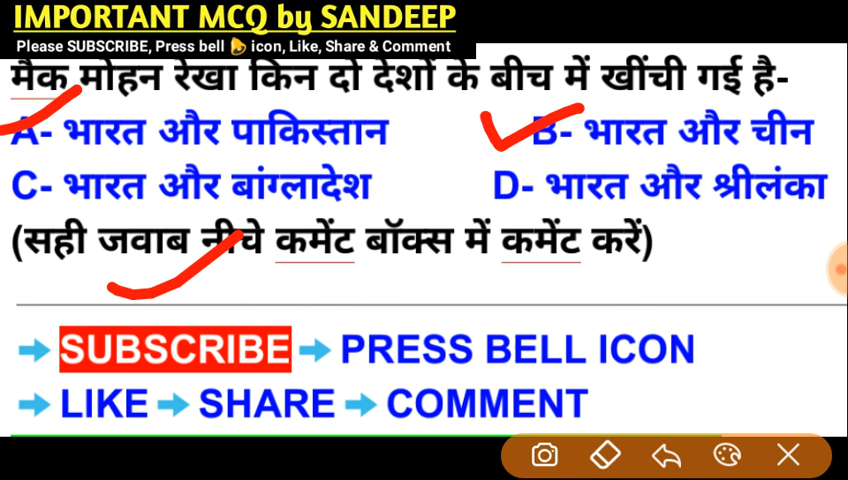 IMPORTANT MCQ by SANDEEP
Please SUBSCRIBE, Press bell 🔔 icon, Like, Share & Comment
मैक मोहन रेखा किन दो देशों के बीच में खींची गई है-
A- भारत और पाकिस्तान B- भारत और चीन
C- भारत और बांग्लादेश D- भारत और श्रीलंका
(सही जवाब नीचे कमेंट बॉक्स में कमेंट करें)
➔ SUBSCRIBE ➔ PRESS BELL ICON
➔ LIKE ➔ SHARE ➔ COMMENT